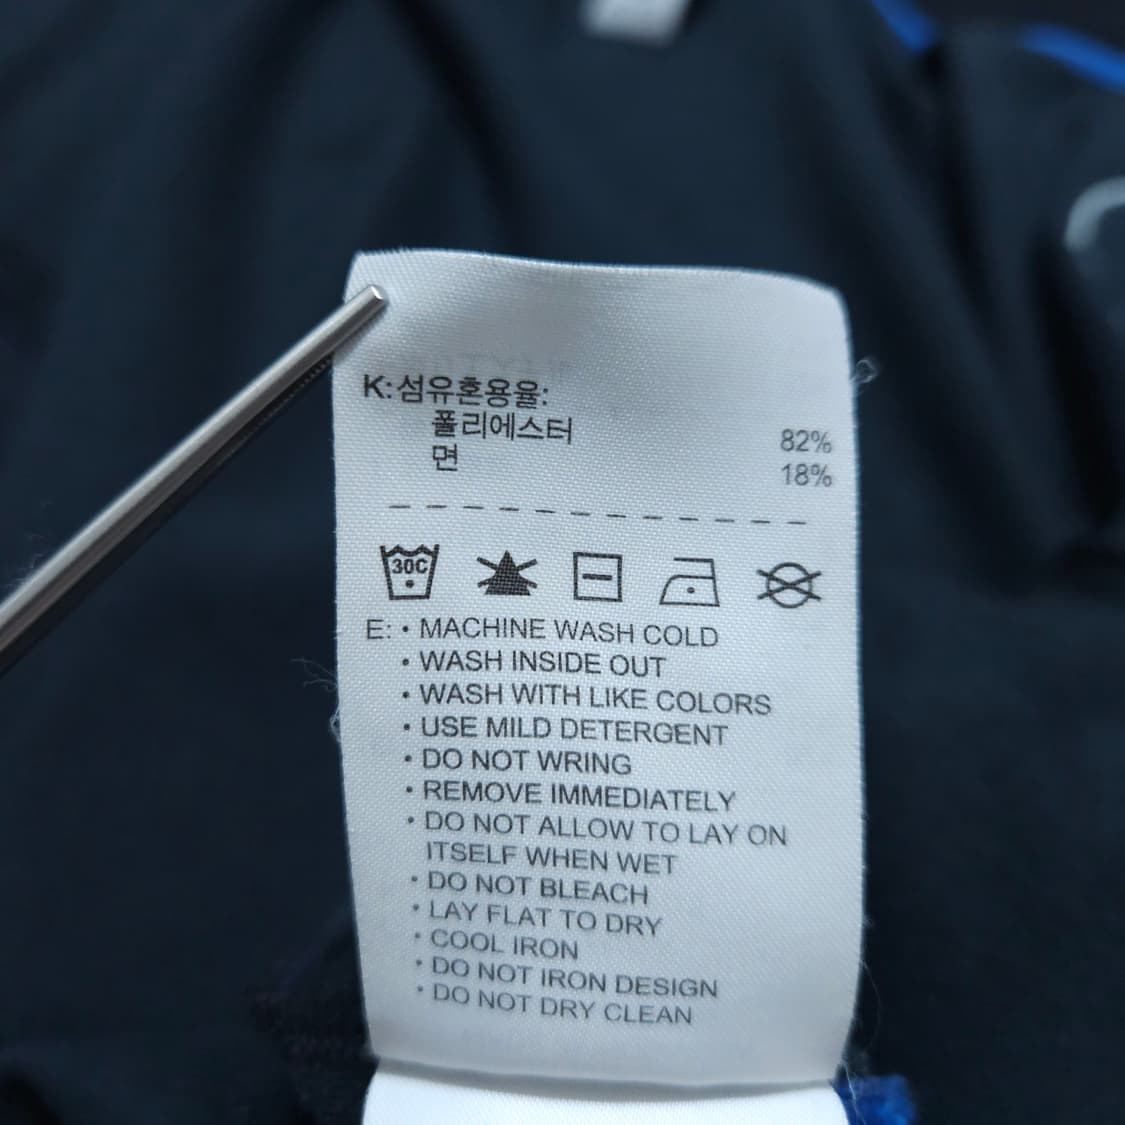 K:섬유혼용율:
폴리에스터 82%
면 18%
30C
E: • MACHINE WASH COLD
• WASH INSIDE OUT
• WASH WITH LIKE COLORS
• USE MILD DETERGENT
• DO NOT WRING
• REMOVE IMMEDIATELY
• DO NOT ALLOW TO LAY ON
ITSELF WHEN WET
• DO NOT BLEACH
• LAY FLAT TO DRY
• COOL IRON
• DO NOT IRON DESIGN
• DO NOT DRY CLEAN